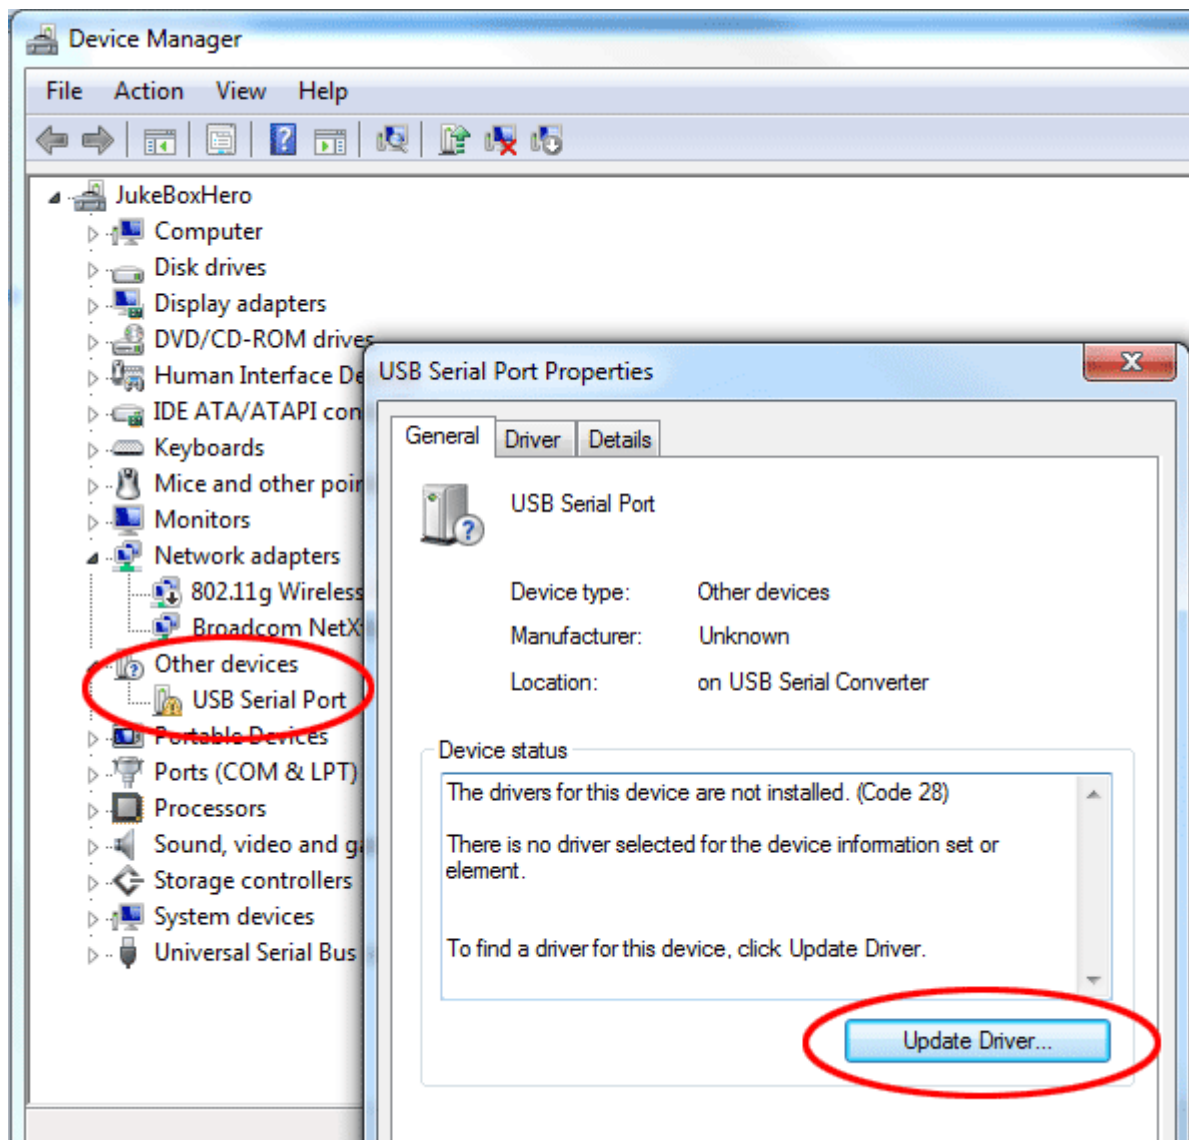 Device Manager
File Action View Help
JukeBoxHero
Computer
Disk drives
Display adapters
DVD/CD-ROM drives
Human Interface De
IDE ATA/ATAPI con
Keyboards
Mice and other poin
Monitors
Network adapters
802.11g Wireless
Broadcom NetX
Other devices
USB Serial Port
Portable Devices
Ports (COM & LPT)
Processors
Sound, video and ga
Storage controllers
System devices
Universal Serial Bus
USB Serial Port Properties
General Driver Details
USB Serial Port
Device type: Other devices
Manufacturer: Unknown
Location: on USB Serial Converter
Device status
The drivers for this device are not installed. (Code 28)
There is no driver selected for the device information set or
element.
To find a driver for this device, click Update Driver.
Update Driver...